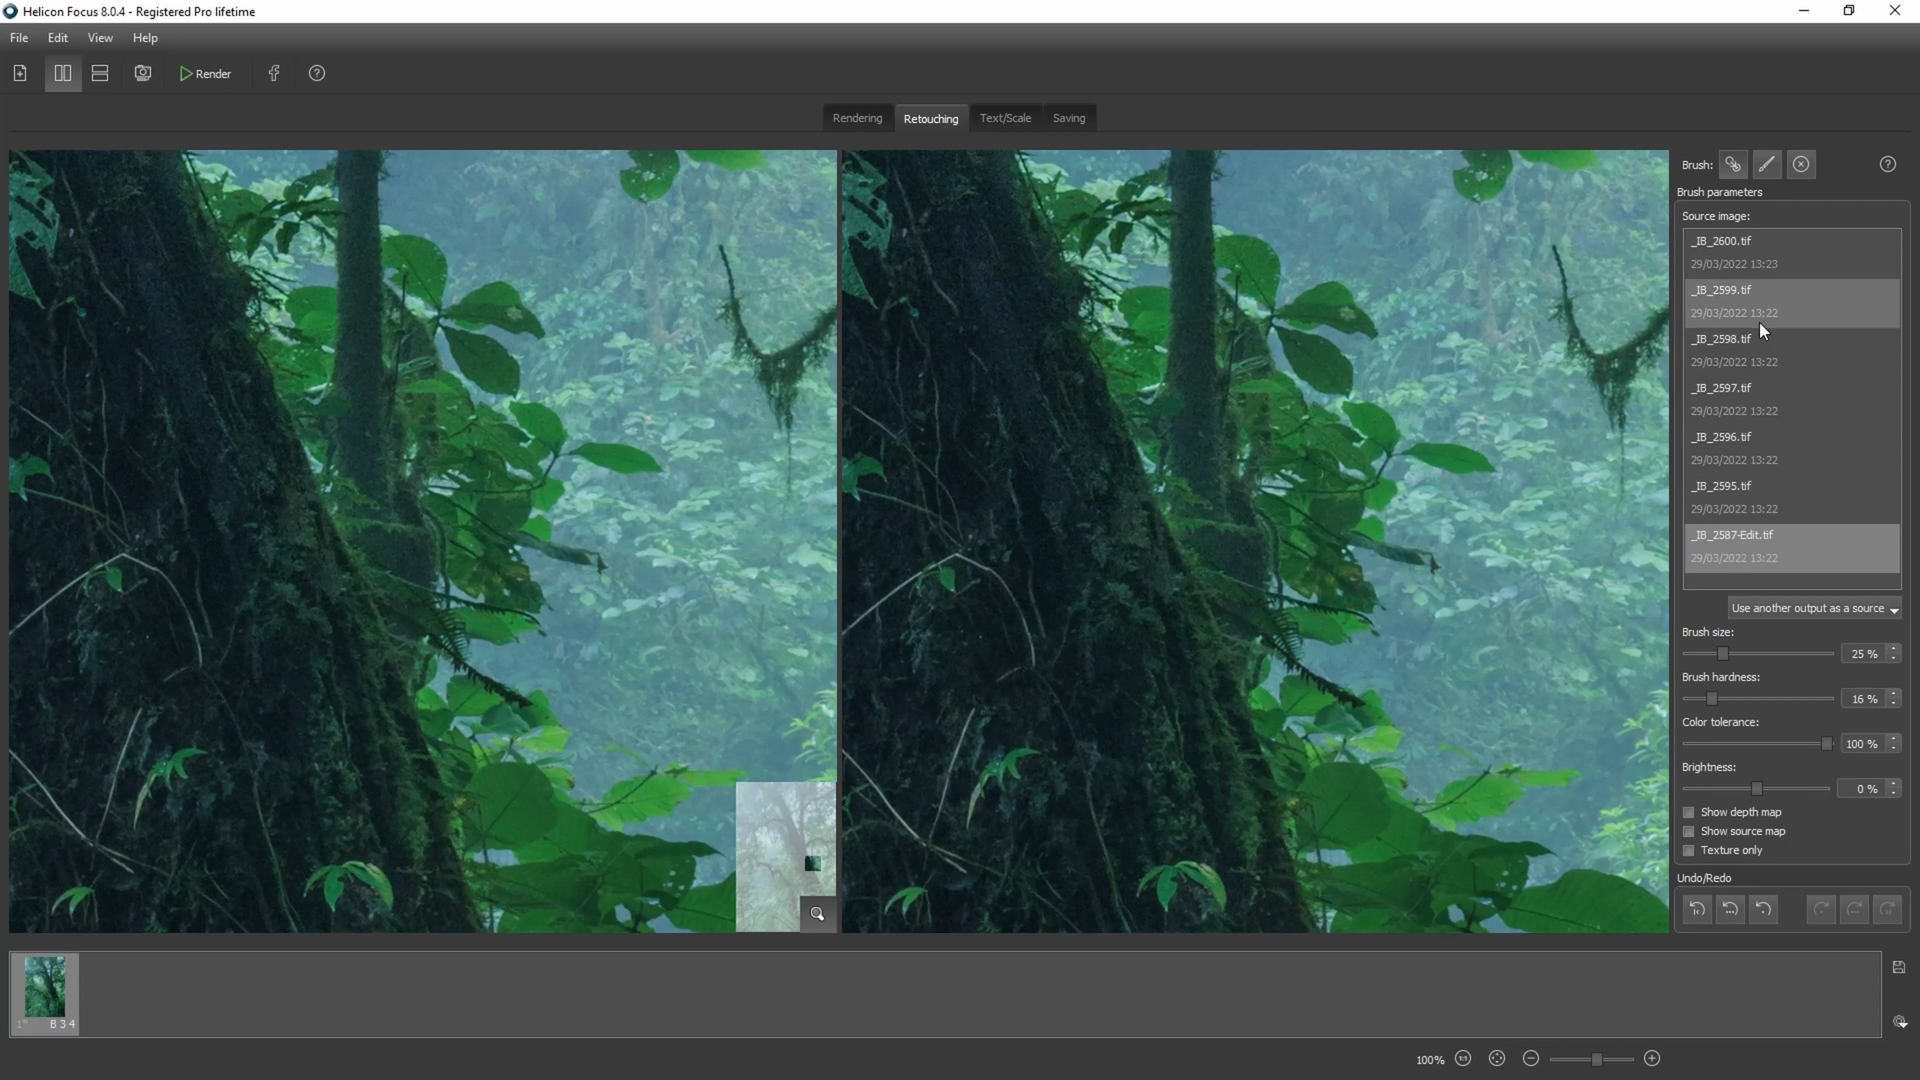 Helicon Focus 8.0.4 - Registered Pro lifetime
File Edit View Help
Render
Rendering Retouching Text/Scale Saving
Brush:
Brush parameters
Source image:
_IB_2600.tif
29/03/2022 13:23
_IB_2599.tif
29/03/2022 13:22
_IB_2598.tif
29/03/2022 13:22
_IB_2597.tif
29/03/2022 13:22
_IB_2596.tif
29/03/2022 13:22
_IB_2595.tif
29/03/2022 13:22
_IB_2587-Edit.tif
29/03/2022 13:22
Use another output as a source
Brush size:
25 %
Brush hardness:
16 %
Color tolerance:
100 %
Brightness:
0 %
Show depth map
Show source map
Texture only
Undo/Redo
1* B 3 4
100%